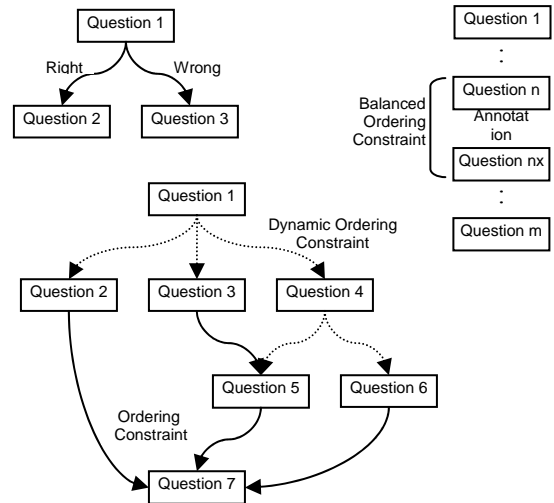 Question 1
Right
Wrong
Question 2
Question 3
Question 1
Dynamic Ordering
Constraint
Question 2
Question 3
Question 4
Question 5
Question 6
Ordering
Constraint
Question 7
Question 1
:
Question n
Balanced
Ordering
Constraint
Annotat
ion
Question nx
:
Question m